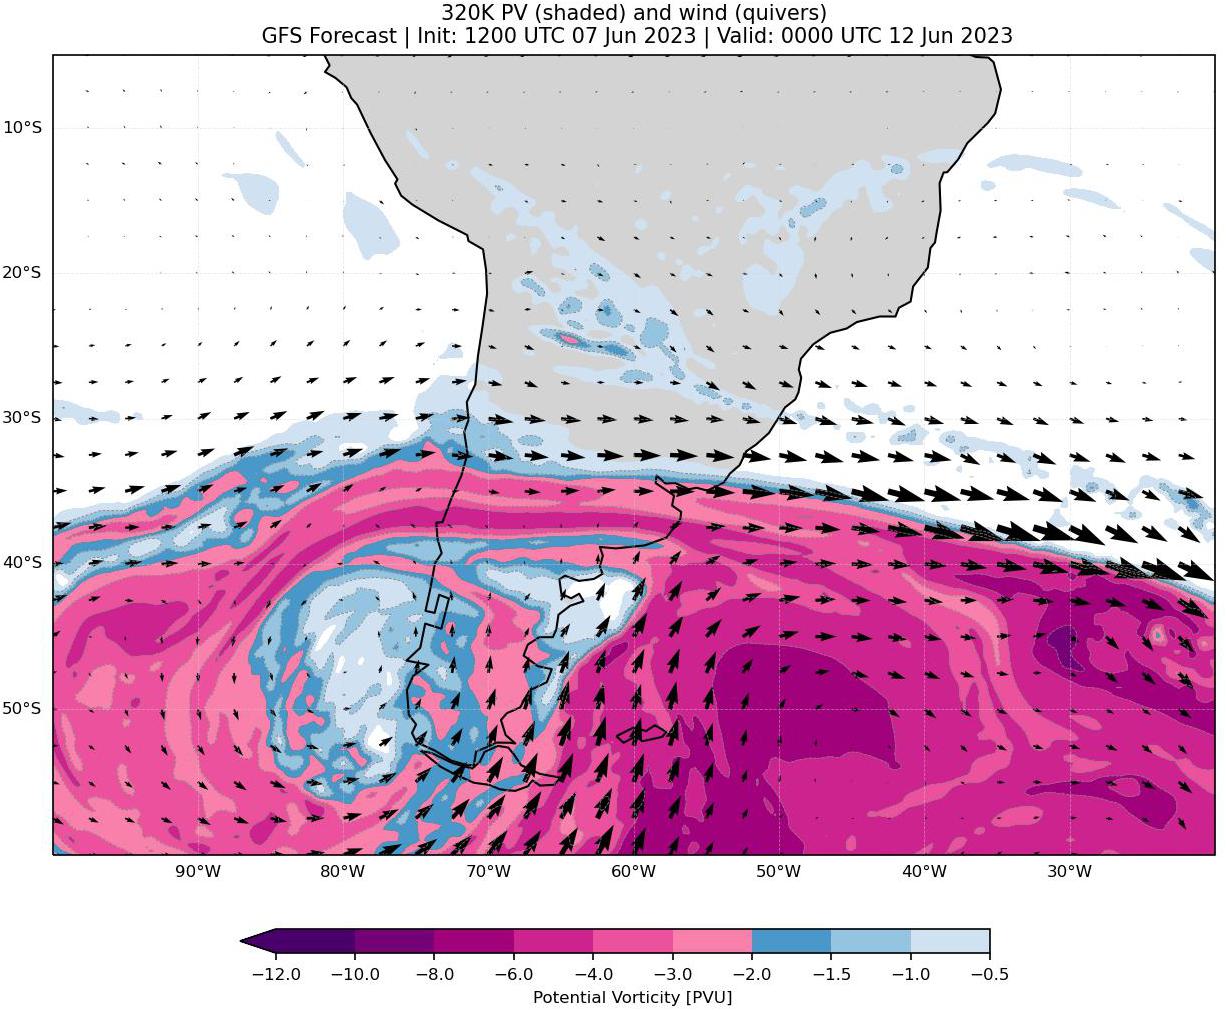 320K PV (shaded) and wind (quivers)
GFS Forecast | Init: 1200 UTC 07 Jun 2023 | Valid: 0000 UTC 12 Jun 2023
10°S
20°S
30°S
40°S
50°S
90°W 80°W 70°W 60°W 50°W 40°W 30°W
−12.0 −10.0 −8.0 −6.0 −4.0 −3.0 −2.0 −1.5 −1.0 −0.5
Potential Vorticity [PVU]